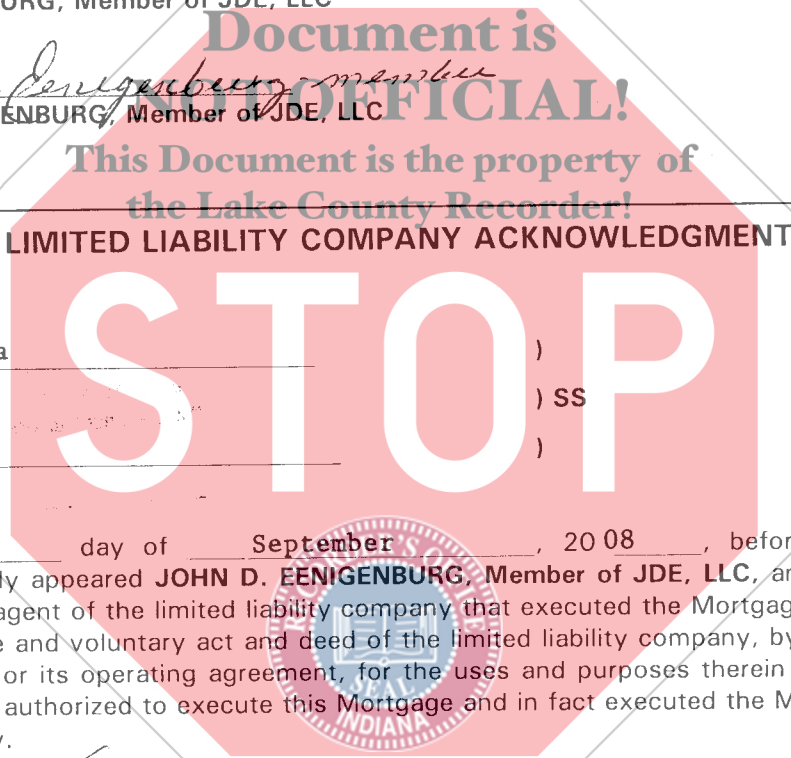 URG, Member of JDE, LLC
Document is
Eenigenburg - member
NOT OFFICIAL!
ENBURG, Member of JDE, LLC
This Document is the property of
the Lake County Recorder!
LIMITED LIABILITY COMPANY ACKNOWLEDGMENT
a )
STOP
) SS
)
day of September , 20 08 , befor
ly appeared JOHN D. EENIGENBURG, Member of JDE, LLC, an
agent of the limited liability company that executed the Mortgag
e and voluntary act and deed of the limited liability company, by
or its operating agreement, for the uses and purposes therein
authorized to execute this Mortgage and in fact executed the M
y.
RECORDER'S OFFICE
SEAL
INDIANA